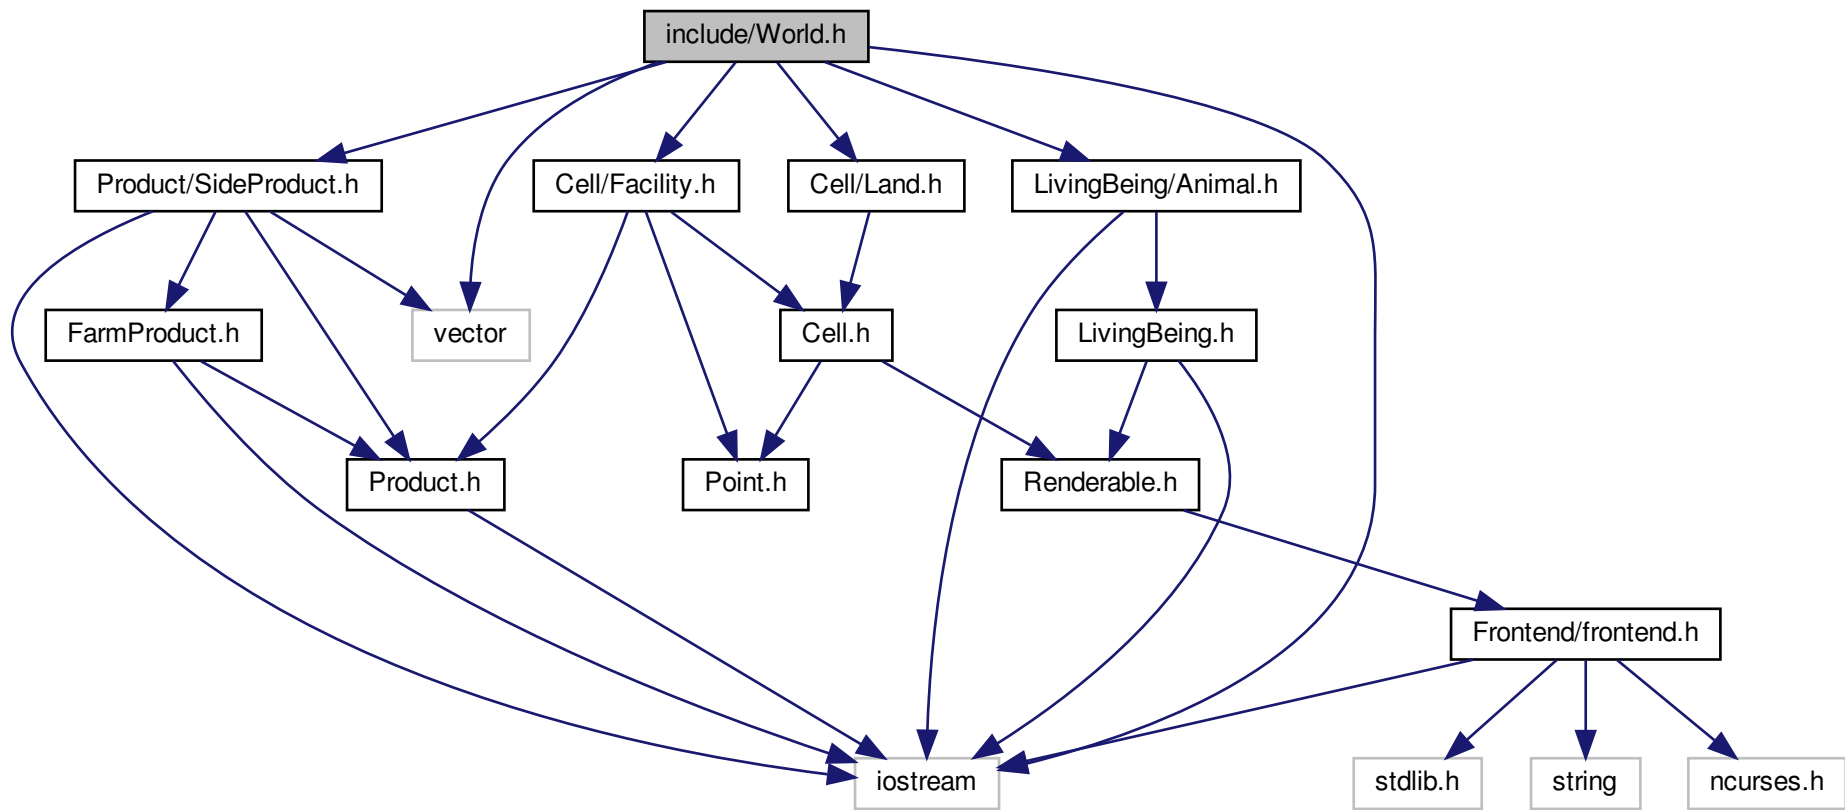 include/World.h
Product/SideProduct.h
Cell/Facility.h
Cell/Land.h
LivingBeing/Animal.h
FarmProduct.h
vector
Cell.h
LivingBeing.h
Product.h
Point.h
Renderable.h
Frontend/frontend.h
iostream
stdlib.h
string
ncurses.h